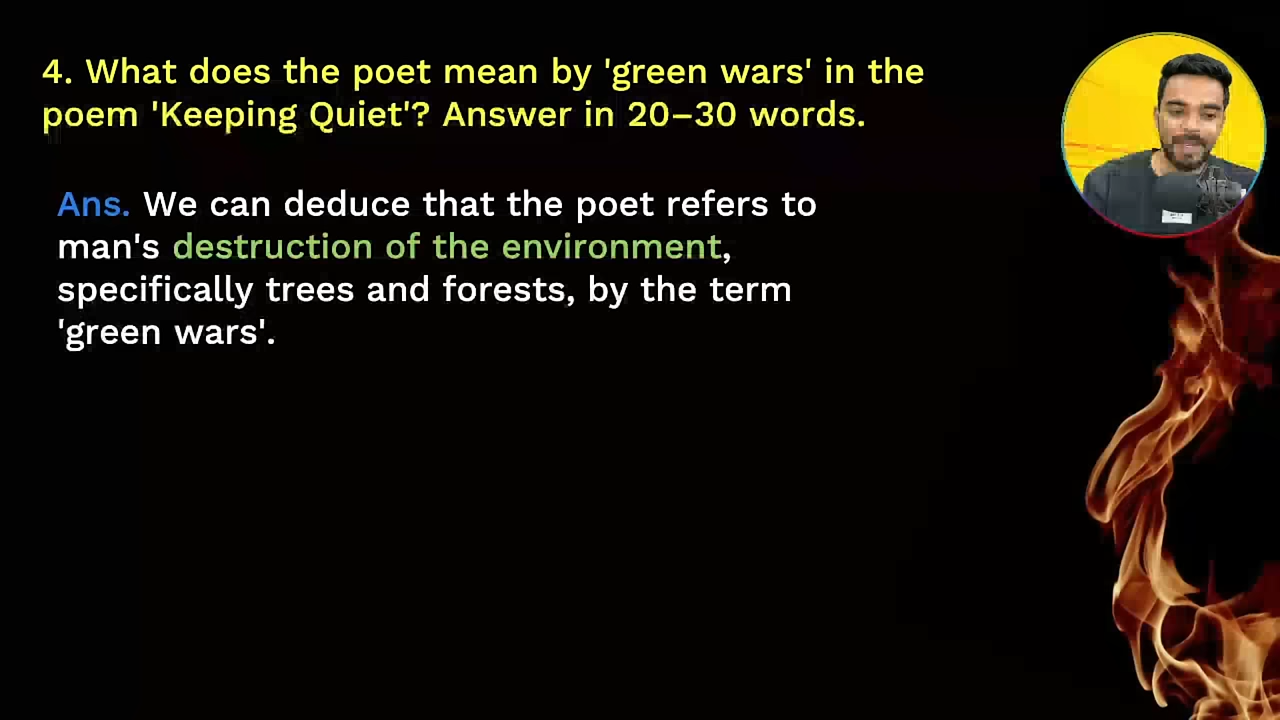 4. What does the poet mean by 'green wars' in the
poem 'Keeping Quiet'? Answer in 20–30 words.
Ans. We can deduce that the poet refers to
man's destruction of the environment,
specifically trees and forests, by the term
'green wars'.